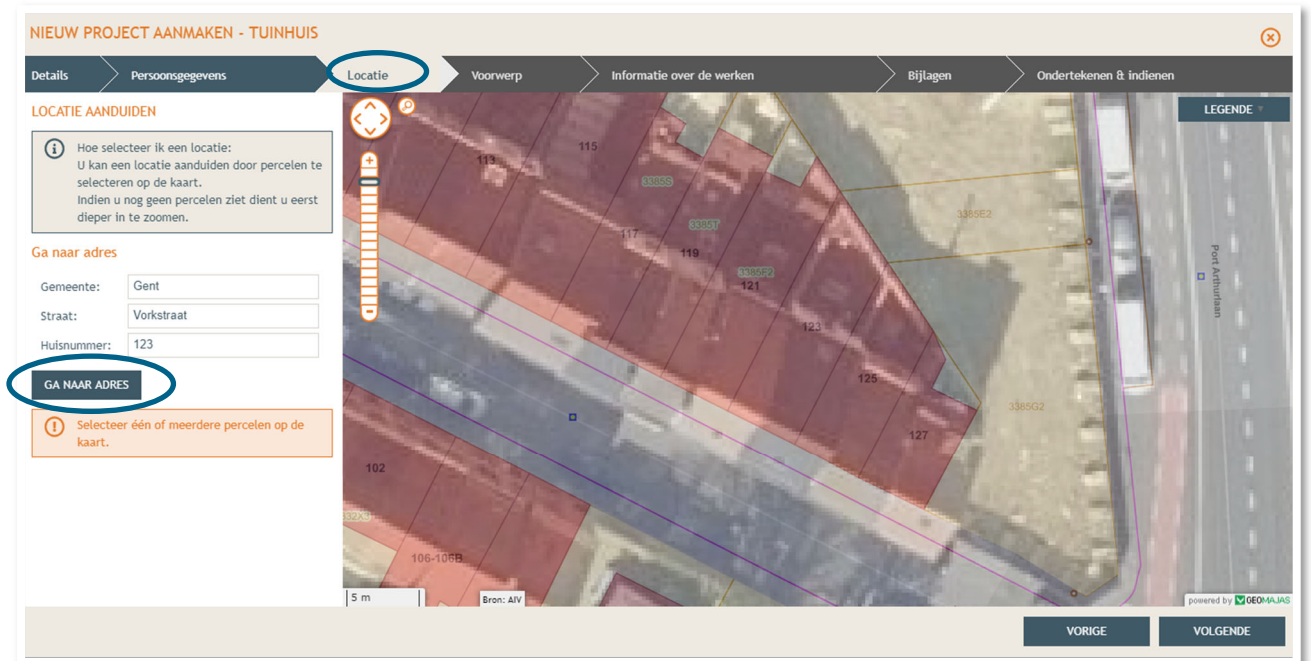 NIEUW PROJECT AANMAKEN - TUINHUIS
Details
Persoonsgegevens
Locatie
Voorwerp
Informatie over de werken
Bijlagen
Ondertekenen & indienen
LOCATIE AANDUIDEN
Hoe selecteer ik een locatie:
U kan een locatie aanduiden door percelen te
selecteren op de kaart.
Indien u nog geen percelen ziet dient u eerst
dieper in te zoomen.
Ga naar adres
Gemeente: Gent
Straat: Vorkstraat
Huisnummer: 123
GA NAAR ADRES
Selecteer één of meerdere percelen op de
kaart.
LEGENDE
113
115
3385S
117
3385T
119
3385F2
121
123
125
127
3385E2
3385G2
Port Arthurlaan
102
332X3
106-106B
5 m
Bron: AIV
powered by GEOMAJAS
VORIGE
VOLGENDE